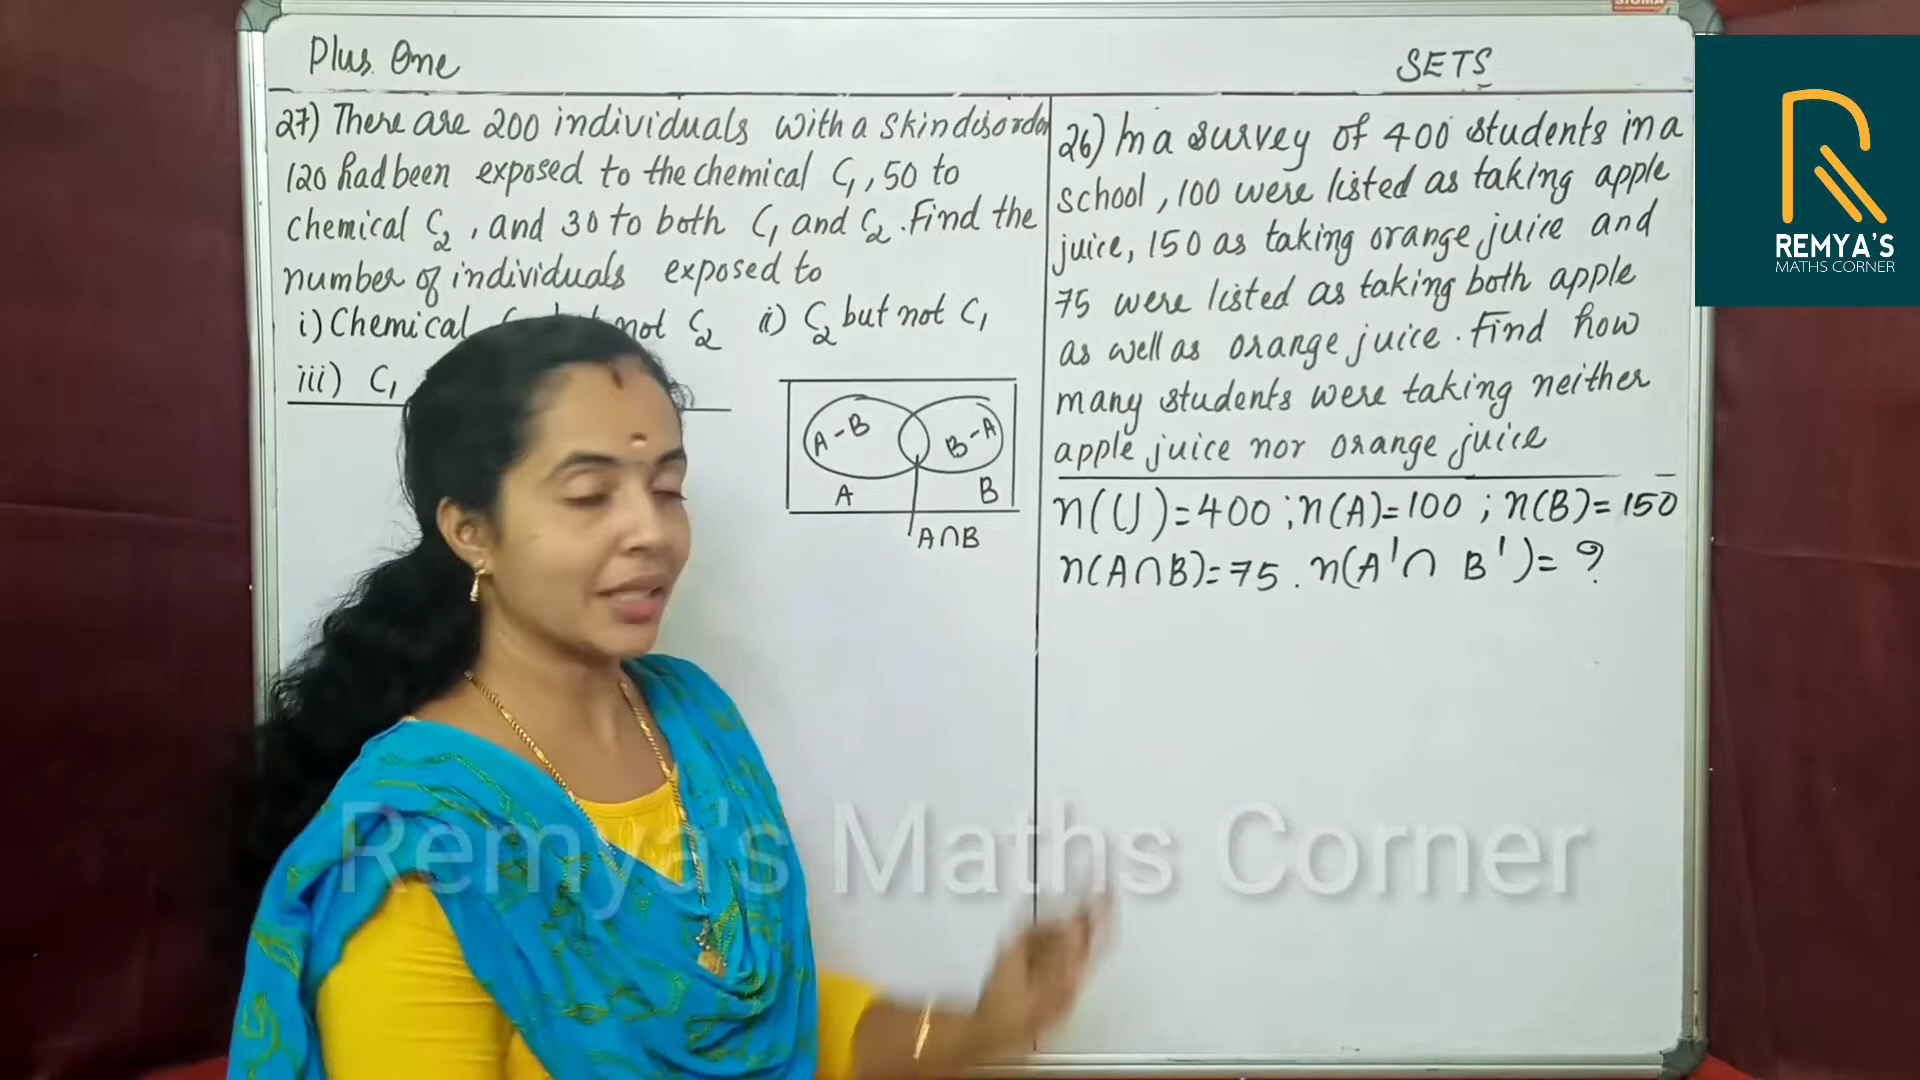 Plus One
SETS
27) There are 200 individuals with a skin disorder
120 had been exposed to the chemical C₁, 50 to
chemical C₂, and 30 to both C₁ and C₂. Find the
number of individuals exposed to
i) Chemical not C₂ ii) C₂ but not C₁
iii) C₁
A-B
B-A
A
B
A∩B
26) In a survey of 400 students in a
school, 100 were listed as taking apple
juice, 150 as taking orange juice and
75 were listed as taking both apple
as well as orange juice. Find how
many students were taking neither
apple juice nor orange juice
n(U)=400; n(A)=100; n(B)=150
n(A∩B)=75. n(A'∩ B')= ?
R
REMYA'S
MATHS CORNER
Remya's Maths Corner